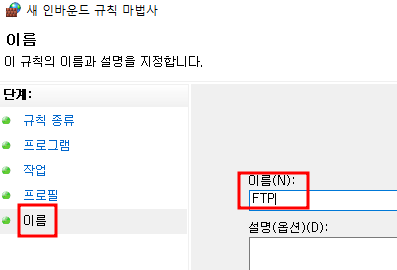 새 인바운드 규칙 마법사
이름
이 규칙의 이름과 설명을 지정합니다.
단계:
규칙 종류
프로그램
작업
프로필
이름
이름(N):
FTP
설명(옵션)(D):